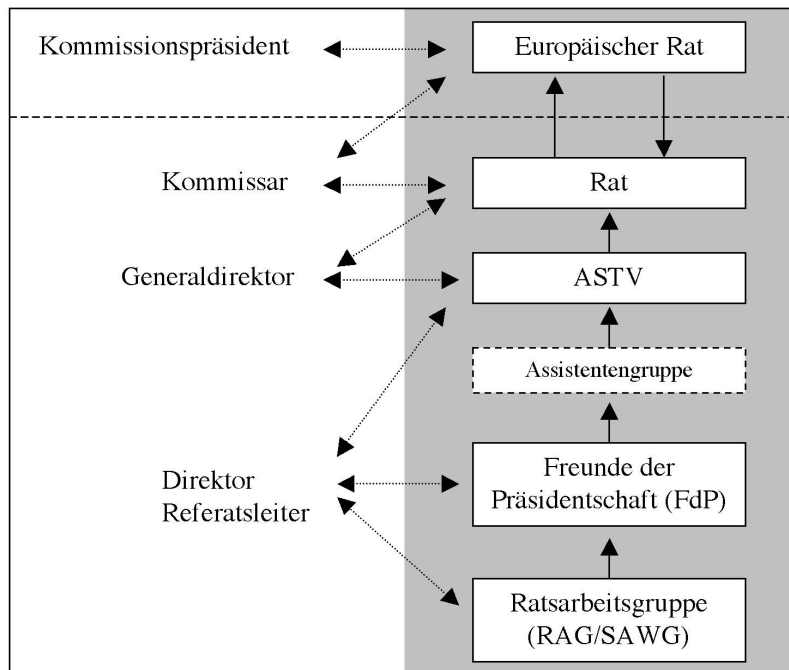 Kommissionspräsident
Europäischer Rat
Kommissar
Rat
Generaldirektor
ASTV
Assistentengruppe
Direktor
Referatsleiter
Freunde der
Präsidentschaft (FdP)
Ratsarbeitsgruppe
(RAG/SAWG)